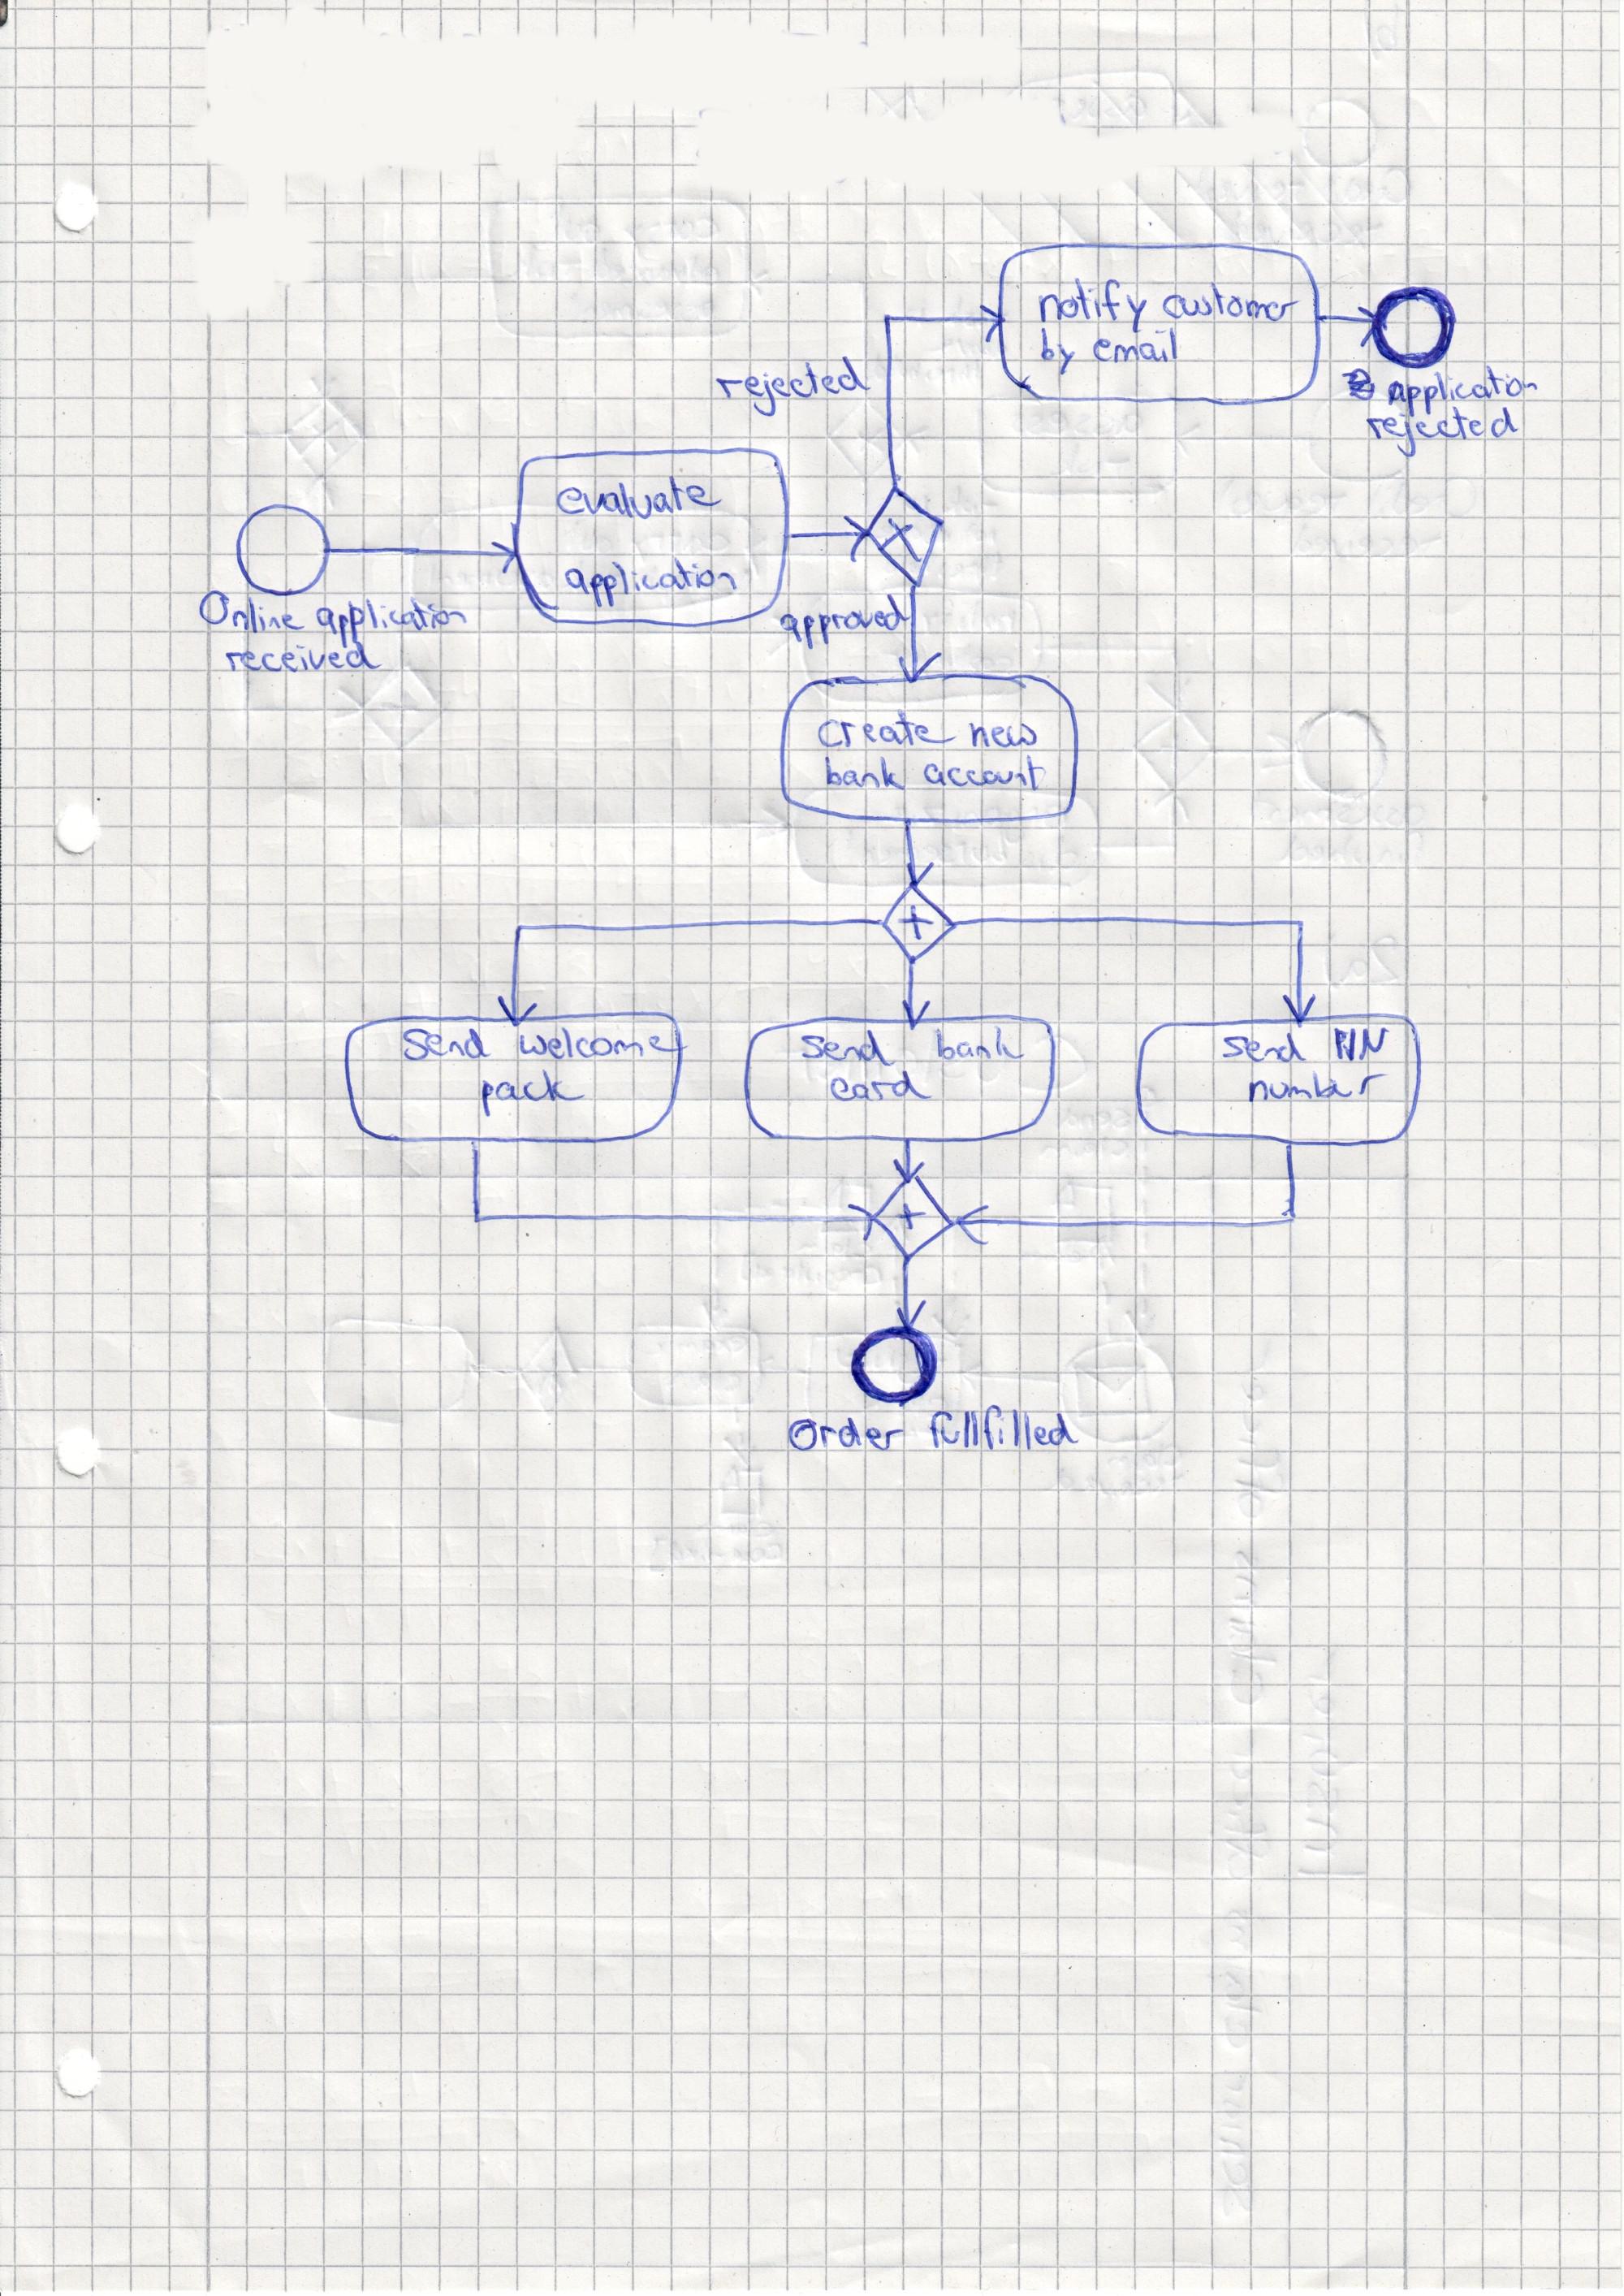 notify customer
by email
rejected
application
rejected
evaluate
application
Online application
received
approved
create new
bank account
Send welcome
pack
Send bank
card
Send PIN
number
Order fullfilled